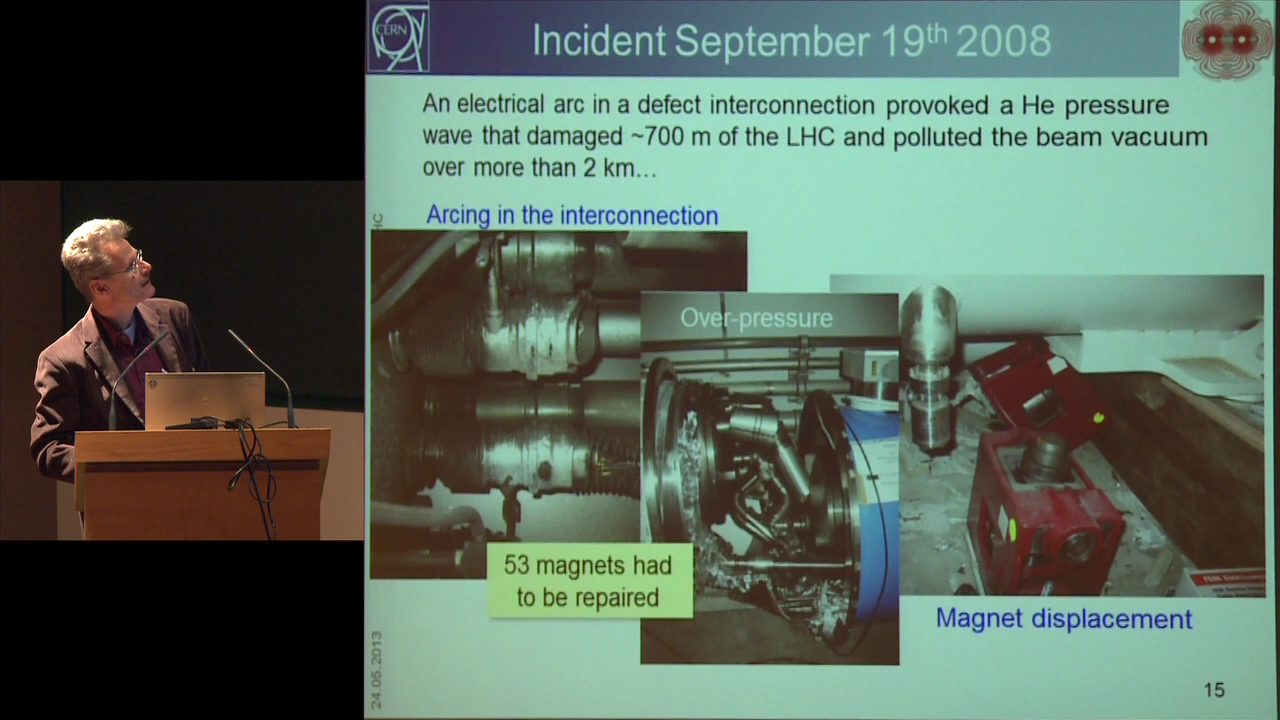 CERN
Incident September 19th 2008
An electrical arc in a defect interconnection provoked a He pressure
wave that damaged ~700 m of the LHC and polluted the beam vacuum
over more than 2 km…
Arcing in the interconnection
Over-pressure
53 magnets had
to be repaired
Magnet displacement
24.05.2013
15